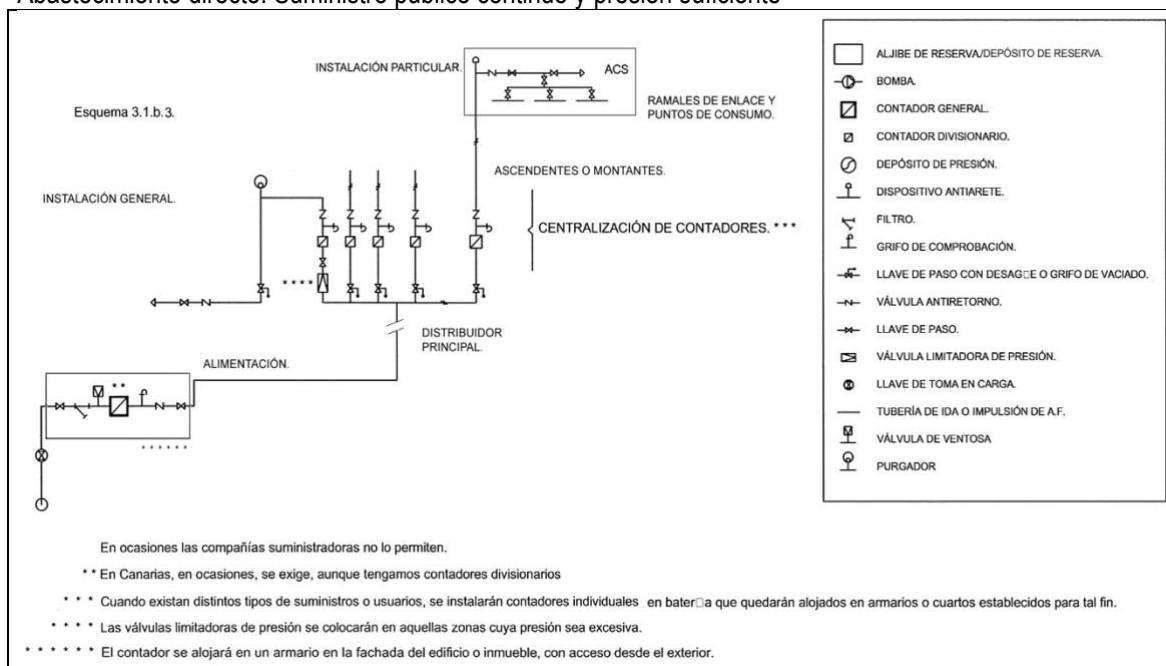 Abastecimiento directo. Suministro público continuo y presión suficiente
INSTALACIÓN PARTICULAR.
ACS
RAMALES DE ENLACE Y
PUNTOS DE CONSUMO.
Esquema 3.1.b.3.
ASCENDENTES O MONTANTES.
INSTALACIÓN GENERAL.
CENTRALIZACIÓN DE CONTADORES. * * *
* * * *
DISTRIBUIDOR
PRINCIPAL.
ALIMENTACIÓN.
* *
* * * * * *
ALJIBE DE RESERVA/DEPÓSITO DE RESERVA.
BOMBA.
CONTADOR GENERAL.
CONTADOR DIVISIONARIO.
DEPÓSITO DE PRESIÓN.
DISPOSITIVO ANTIARETE.
FILTRO.
GRIFO DE COMPROBACIÓN.
LLAVE DE PASO CON DESAG□E O GRIFO DE VACIADO.
VÁLVULA ANTIRETORNO.
LLAVE DE PASO.
VÁLVULA LIMITADORA DE PRESIÓN.
LLAVE DE TOMA EN CARGA.
TUBERÍA DE IDA O IMPULSIÓN DE A.F.
VÁLVULA DE VENTOSA
PURGADOR
En ocasiones las compañías suministradoras no lo permiten.
* * En Canarias, en ocasiones, se exige, aunque tengamos contadores divisionarios
* * * Cuando existan distintos tipos de suministros o usuarios, se instalarán contadores individuales en bater□a que quedarán alojados en armarios o cuartos establecidos para tal fin.
* * * * Las válvulas limitadoras de presión se colocarán en aquellas zonas cuya presión sea excesiva.
* * * * * * El contador se alojará en un armario en la fachada del edificio o inmueble, con acceso desde el exterior.